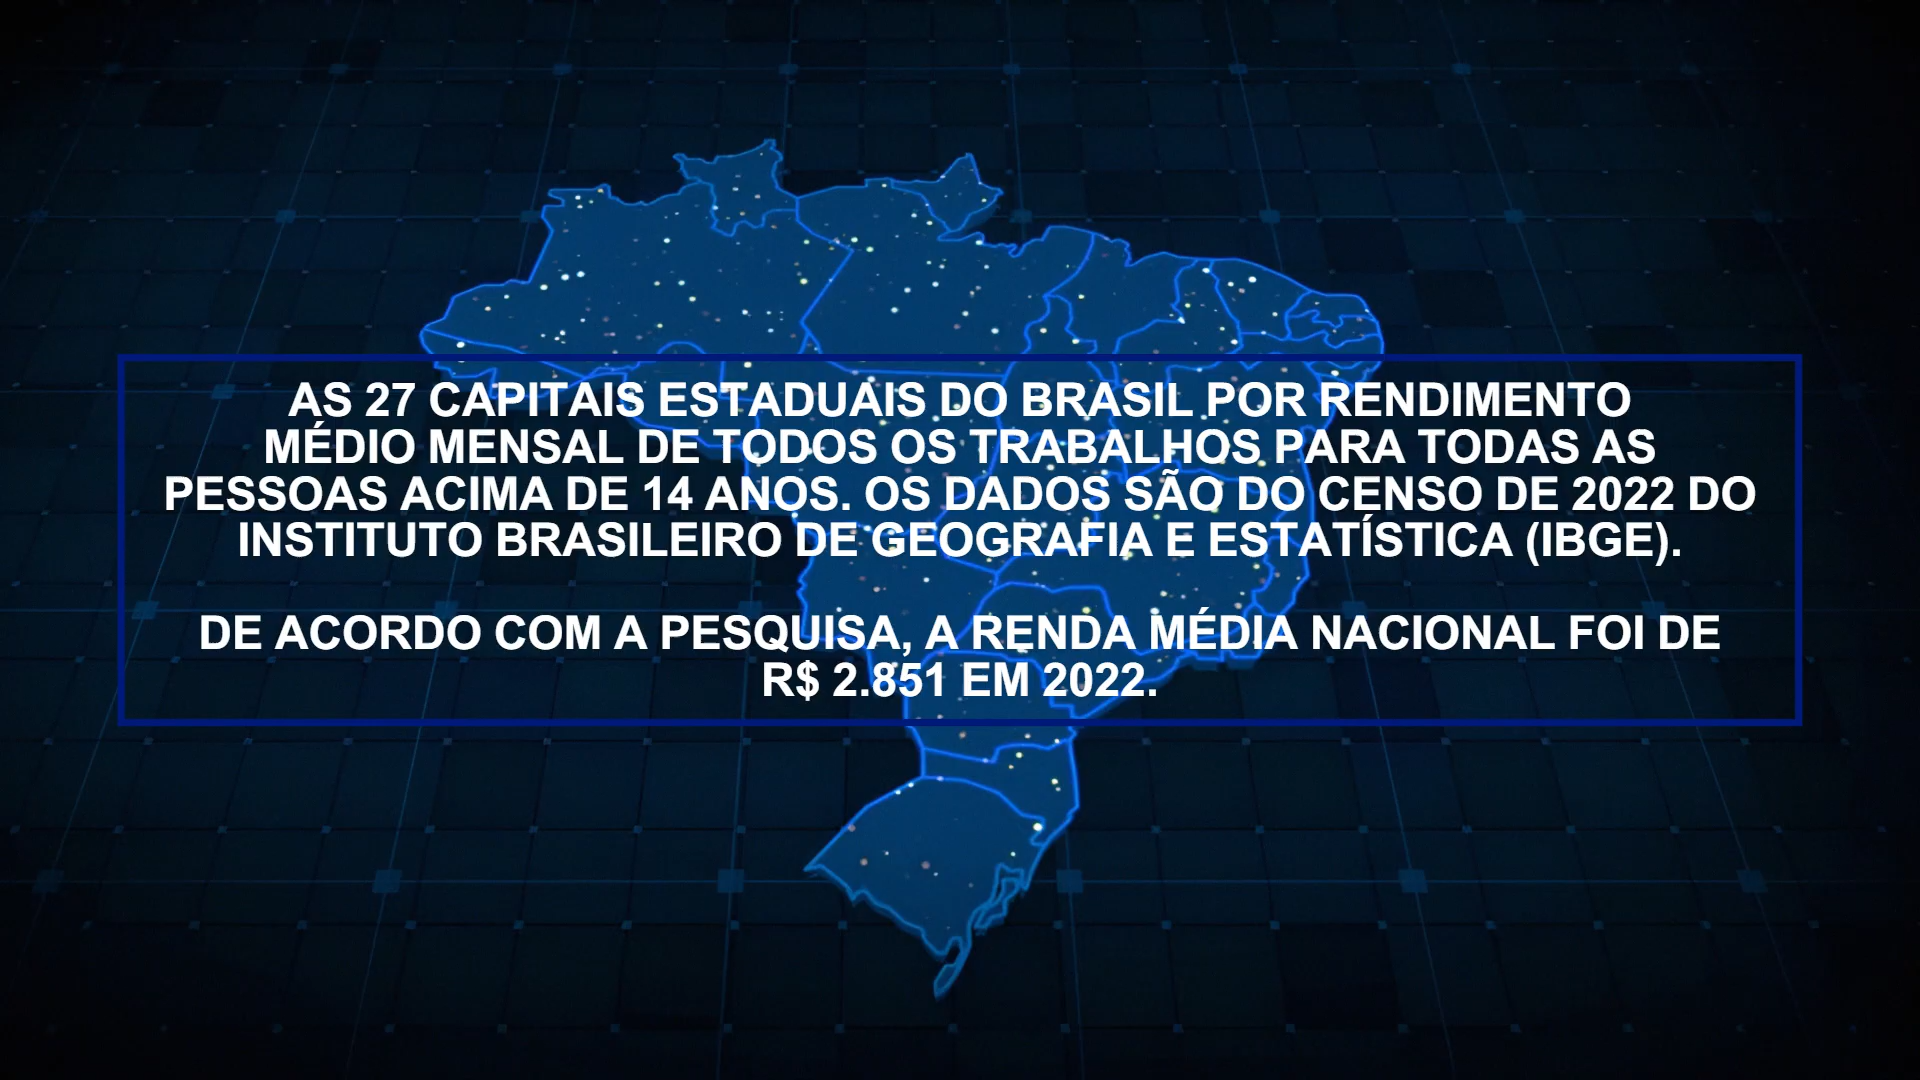 AS 27 CAPITAIS ESTADUAIS DO BRASIL POR RENDIMENTO
MÉDIO MENSAL DE TODOS OS TRABALHOS PARA TODAS AS
PESSOAS ACIMA DE 14 ANOS. OS DADOS SÃO DO CENSO DE 2022 DO
INSTITUTO BRASILEIRO DE GEOGRAFIA E ESTATÍSTICA (IBGE).
DE ACORDO COM A PESQUISA, A RENDA MÉDIA NACIONAL FOI DE
R$ 2.851 EM 2022.